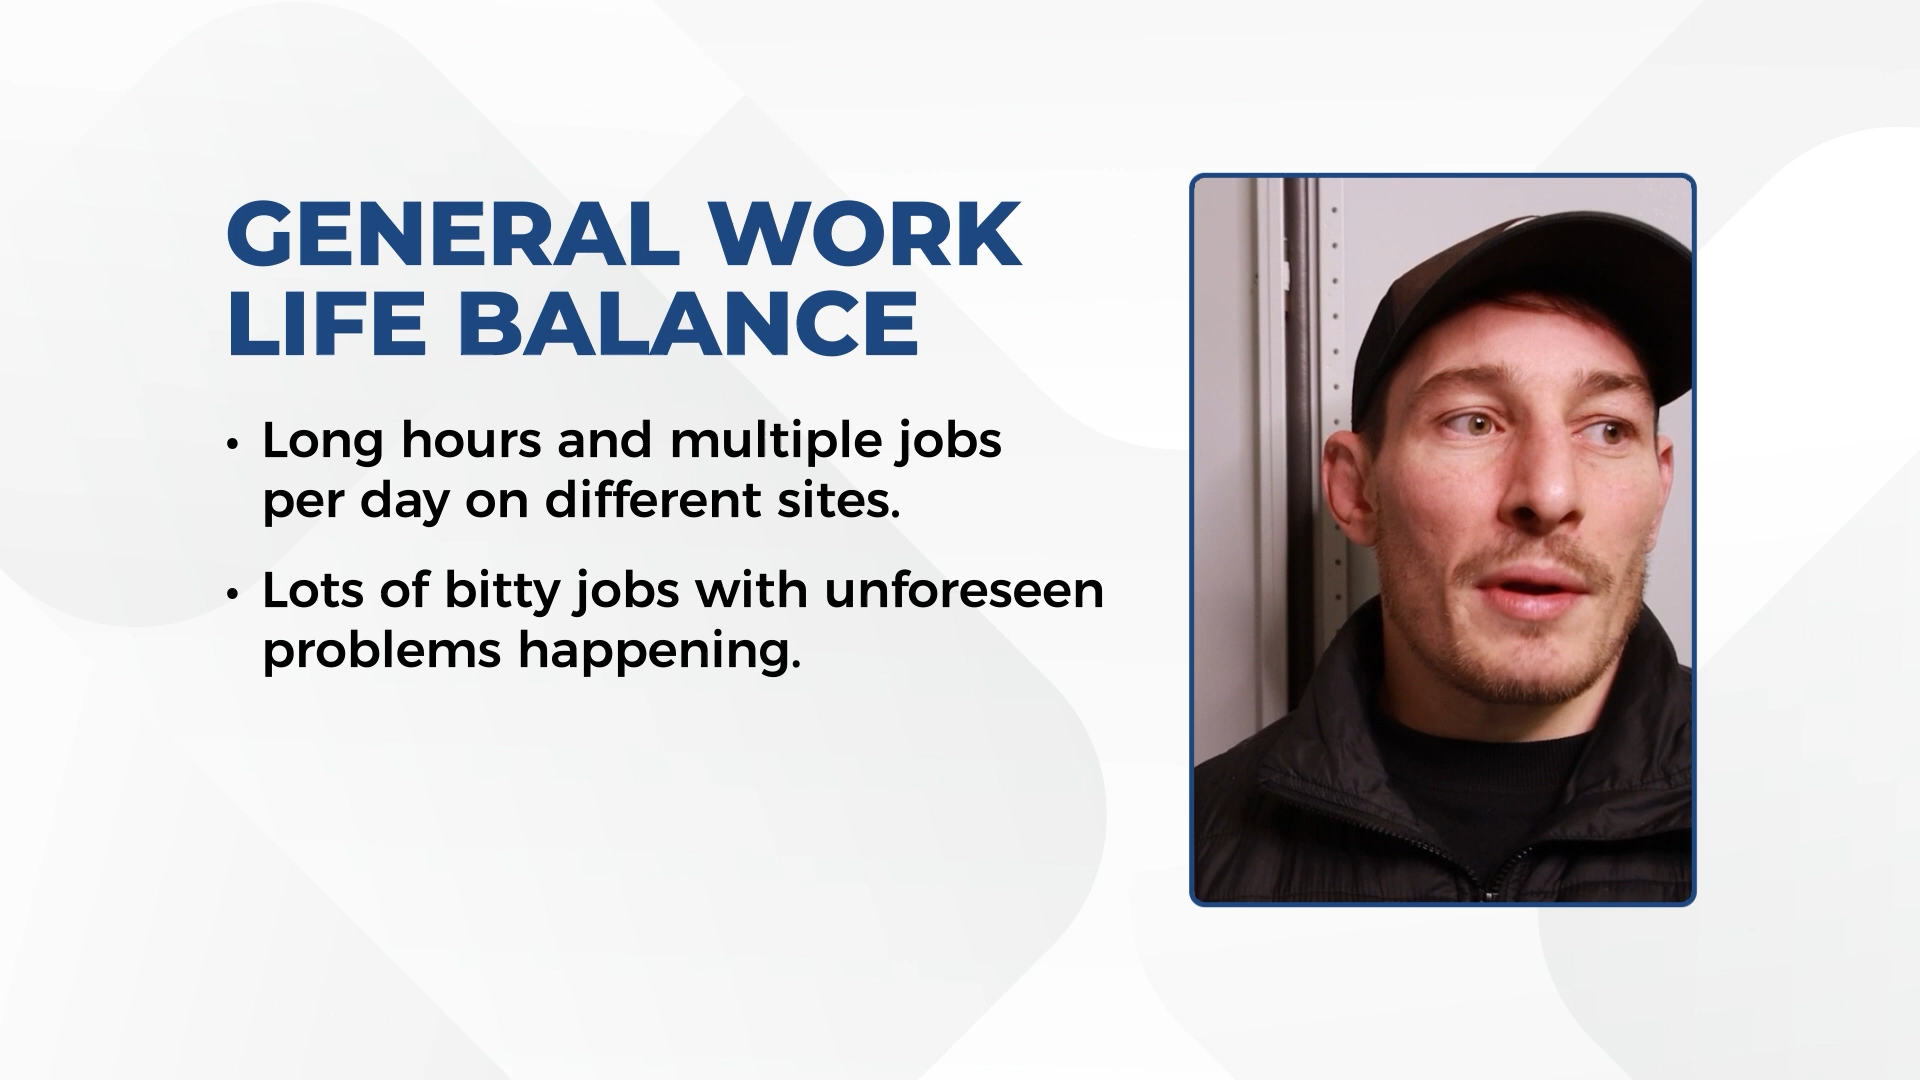 GENERAL WORK
LIFE BALANCE
• Long hours and multiple jobs
per day on different sites.
• Lots of bitty jobs with unforeseen
problems happening.